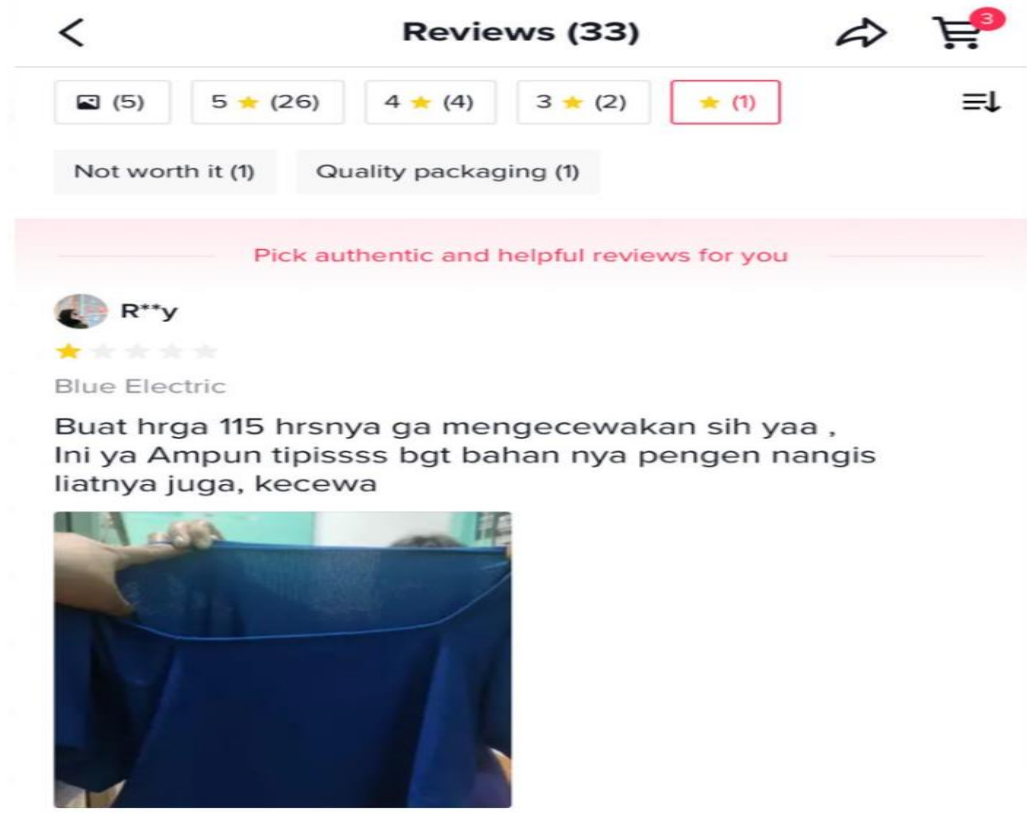 Reviews (33)
3
(5)
5 ★ (26)
4 ★ (4)
3 ★ (2)
★ (1)
Not worth it (1)
Quality packaging (1)
Pick authentic and helpful reviews for you
R**y
Blue Electric
Buat hrga 115 hrsnya ga mengecewakan sih yaa ,
Ini ya Ampun tipissss bgt bahan nya pengen nangis
liatnya juga, kecewa